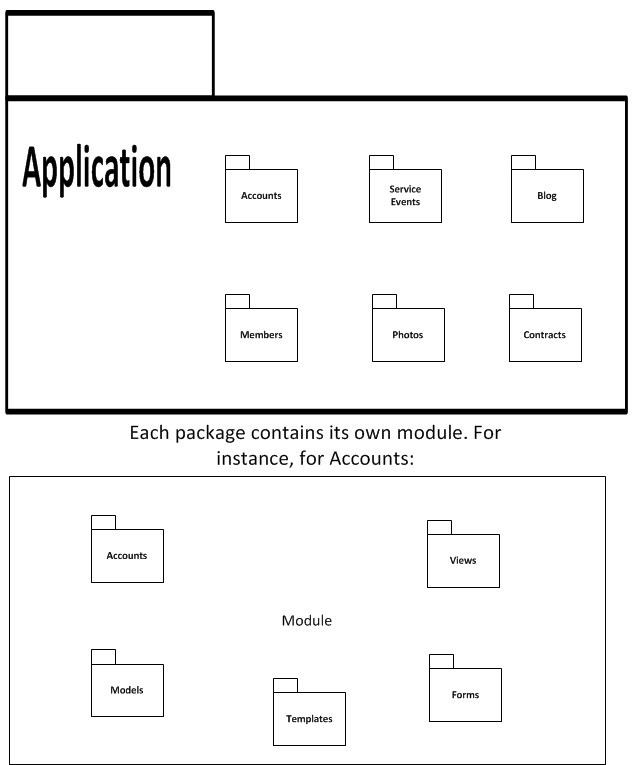 Application
Accounts
Service
Events
Blog
Members
Photos
Contracts
Each package contains its own module. For
instance, for Accounts:
Accounts
Views
Module
Models
Templates
Forms